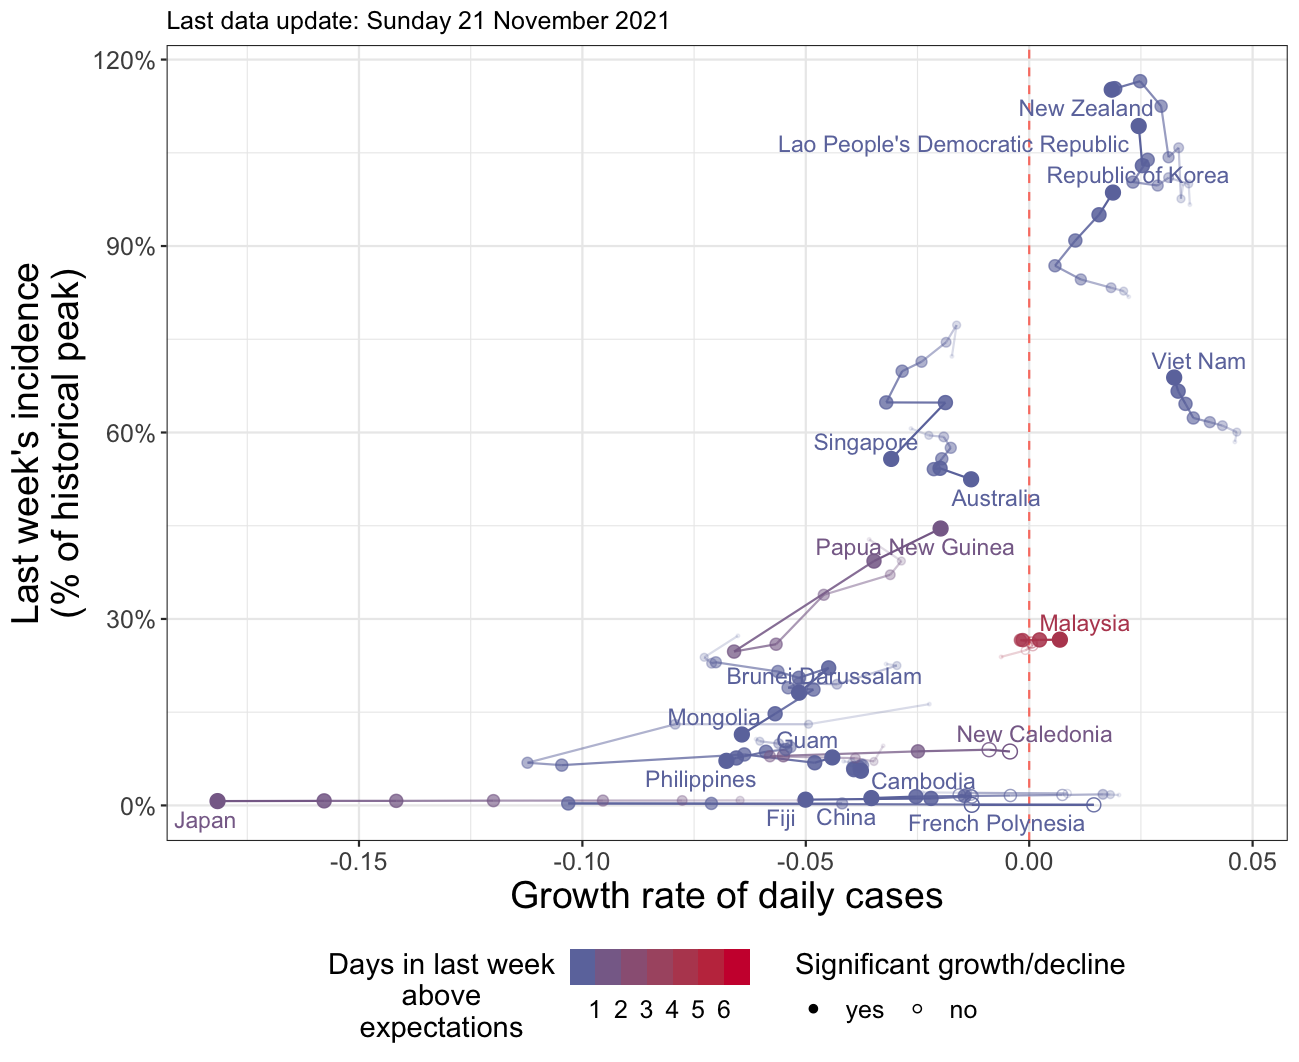 Last data update: Sunday 21 November 2021
120%
90%
60%
30%
0%
Last week's incidence
(% of historical peak)
New Zealand
Lao People's Democratic Republic
Republic of Korea
Viet Nam
Singapore
Australia
Papua New Guinea
Malaysia
Brunei Darussalam
Mongolia
New Caledonia
Guam
Philippines
Cambodia
Japan
Fiji
China
French Polynesia
-0.15
-0.10
-0.05
0.00
0.05
Growth rate of daily cases
Days in last week
above
expectations
1 2 3 4 5 6
Significant growth/decline
yes
no